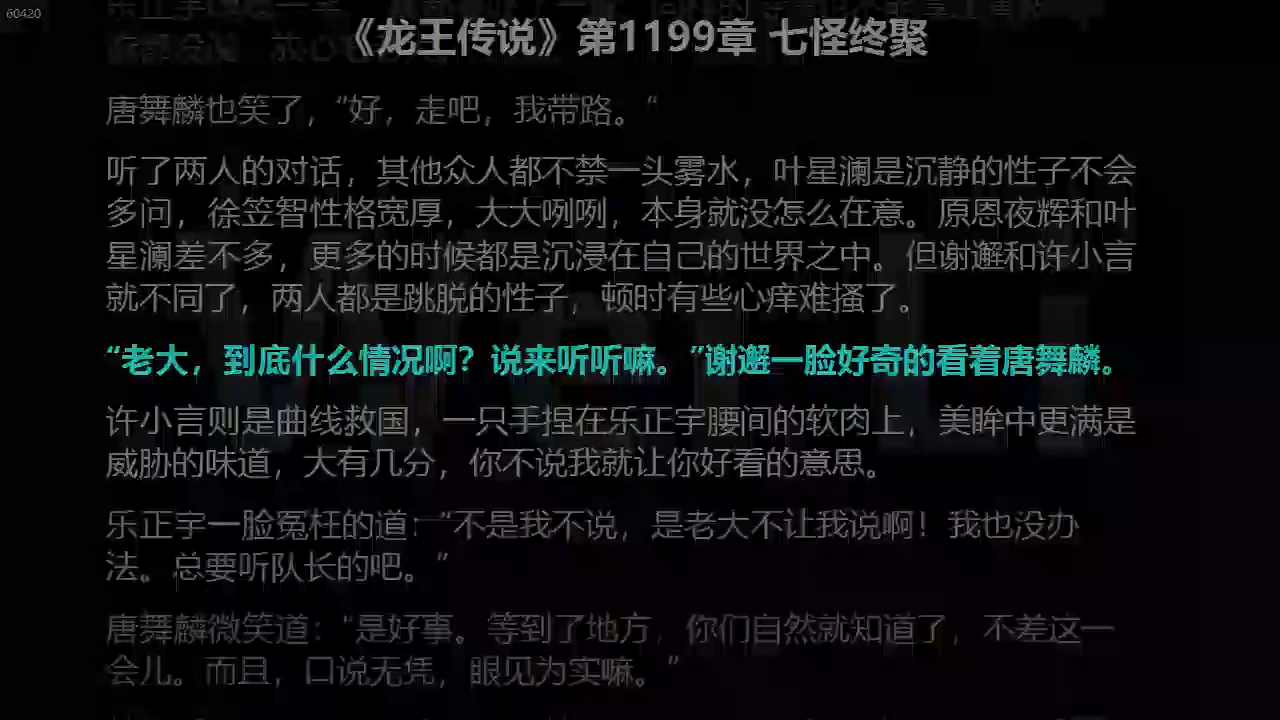 60420
《龙王传说》第1199章 七怪终聚
唐舞麟也笑了，“好，走吧，我带路。“
听了两人的对话，其他众人都不禁一头雾水，叶星澜是沉静的性子不会
多问，徐笠智性格宽厚，大大咧咧，本身就没怎么在意。原恩夜辉和叶
星澜差不多，更多的时候都是沉浸在自己的世界之中。但谢邂和许小言
就不同了，两人都是跳脱的性子，顿时有些心痒难搔了。
“老大，到底什么情况啊？说来听听嘛。”谢邂一脸好奇的看着唐舞麟。
许小言则是曲线救国，一只手捏在乐正宇腰间的软肉上，美眸中更满是
威胁的味道，大有几分，你不说我就让你好看的意思。
乐正宇一脸冤枉的道：“不是我不说，是老大不让我说啊！我也没办
法。总要听队长的吧。”
唐舞麟微笑道：“是好事。等到了地方，你们自然就知道了，不差这一
会儿。而且，口说无凭，眼见为实嘛。”